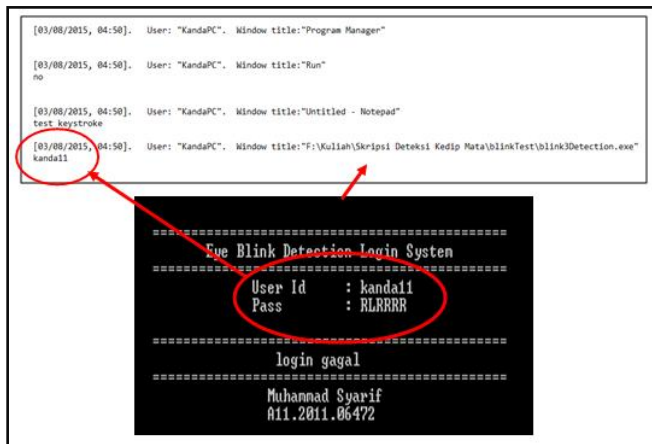 [03/08/2015, 04:50]. User: "KandaPC". Window title:"Program Manager"
[03/08/2015, 04:50]. User: "KandaPC". Window title:"Run"
no
[03/08/2015, 04:50]. User: "KandaPC". Window title:"Untitled - Notepad"
test keystroke
[03/08/2015, 04:50]. User: "KandaPC". Window title:"F:\Kuliah\Skripsi Deteksi Kedip Mata\blinkTest\blink3Detection.exe"
kanda11
==================================================
Eye Blink Detection Login System
==================================================
User Id : kanda11
Pass : RLRRRR
==================================================
login gagal
==================================================
Muhammad Syarif
A11.2011.06472